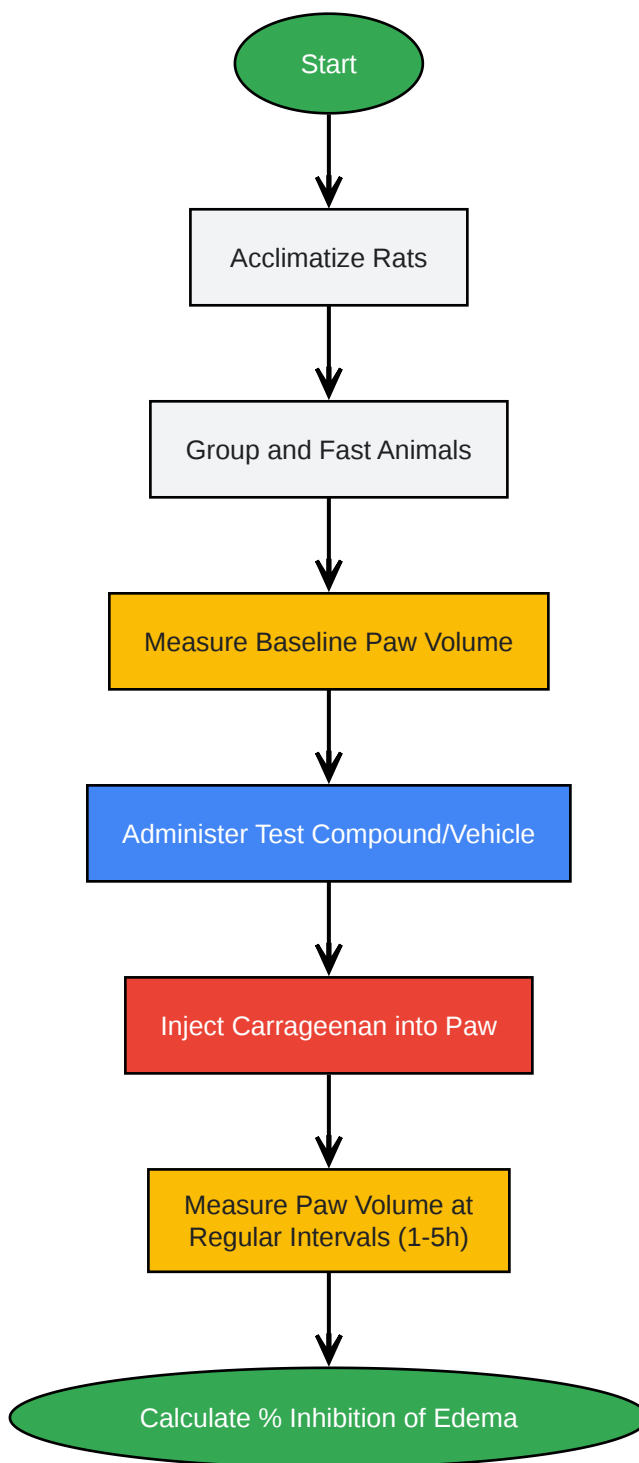 Start
Acclimatize Rats
Group and Fast Animals
Measure Baseline Paw Volume
Administer Test Compound/Vehicle
Inject Carrageenan into Paw
Measure Paw Volume at
Regular Intervals (1-5h)
Calculate % Inhibition of Edema